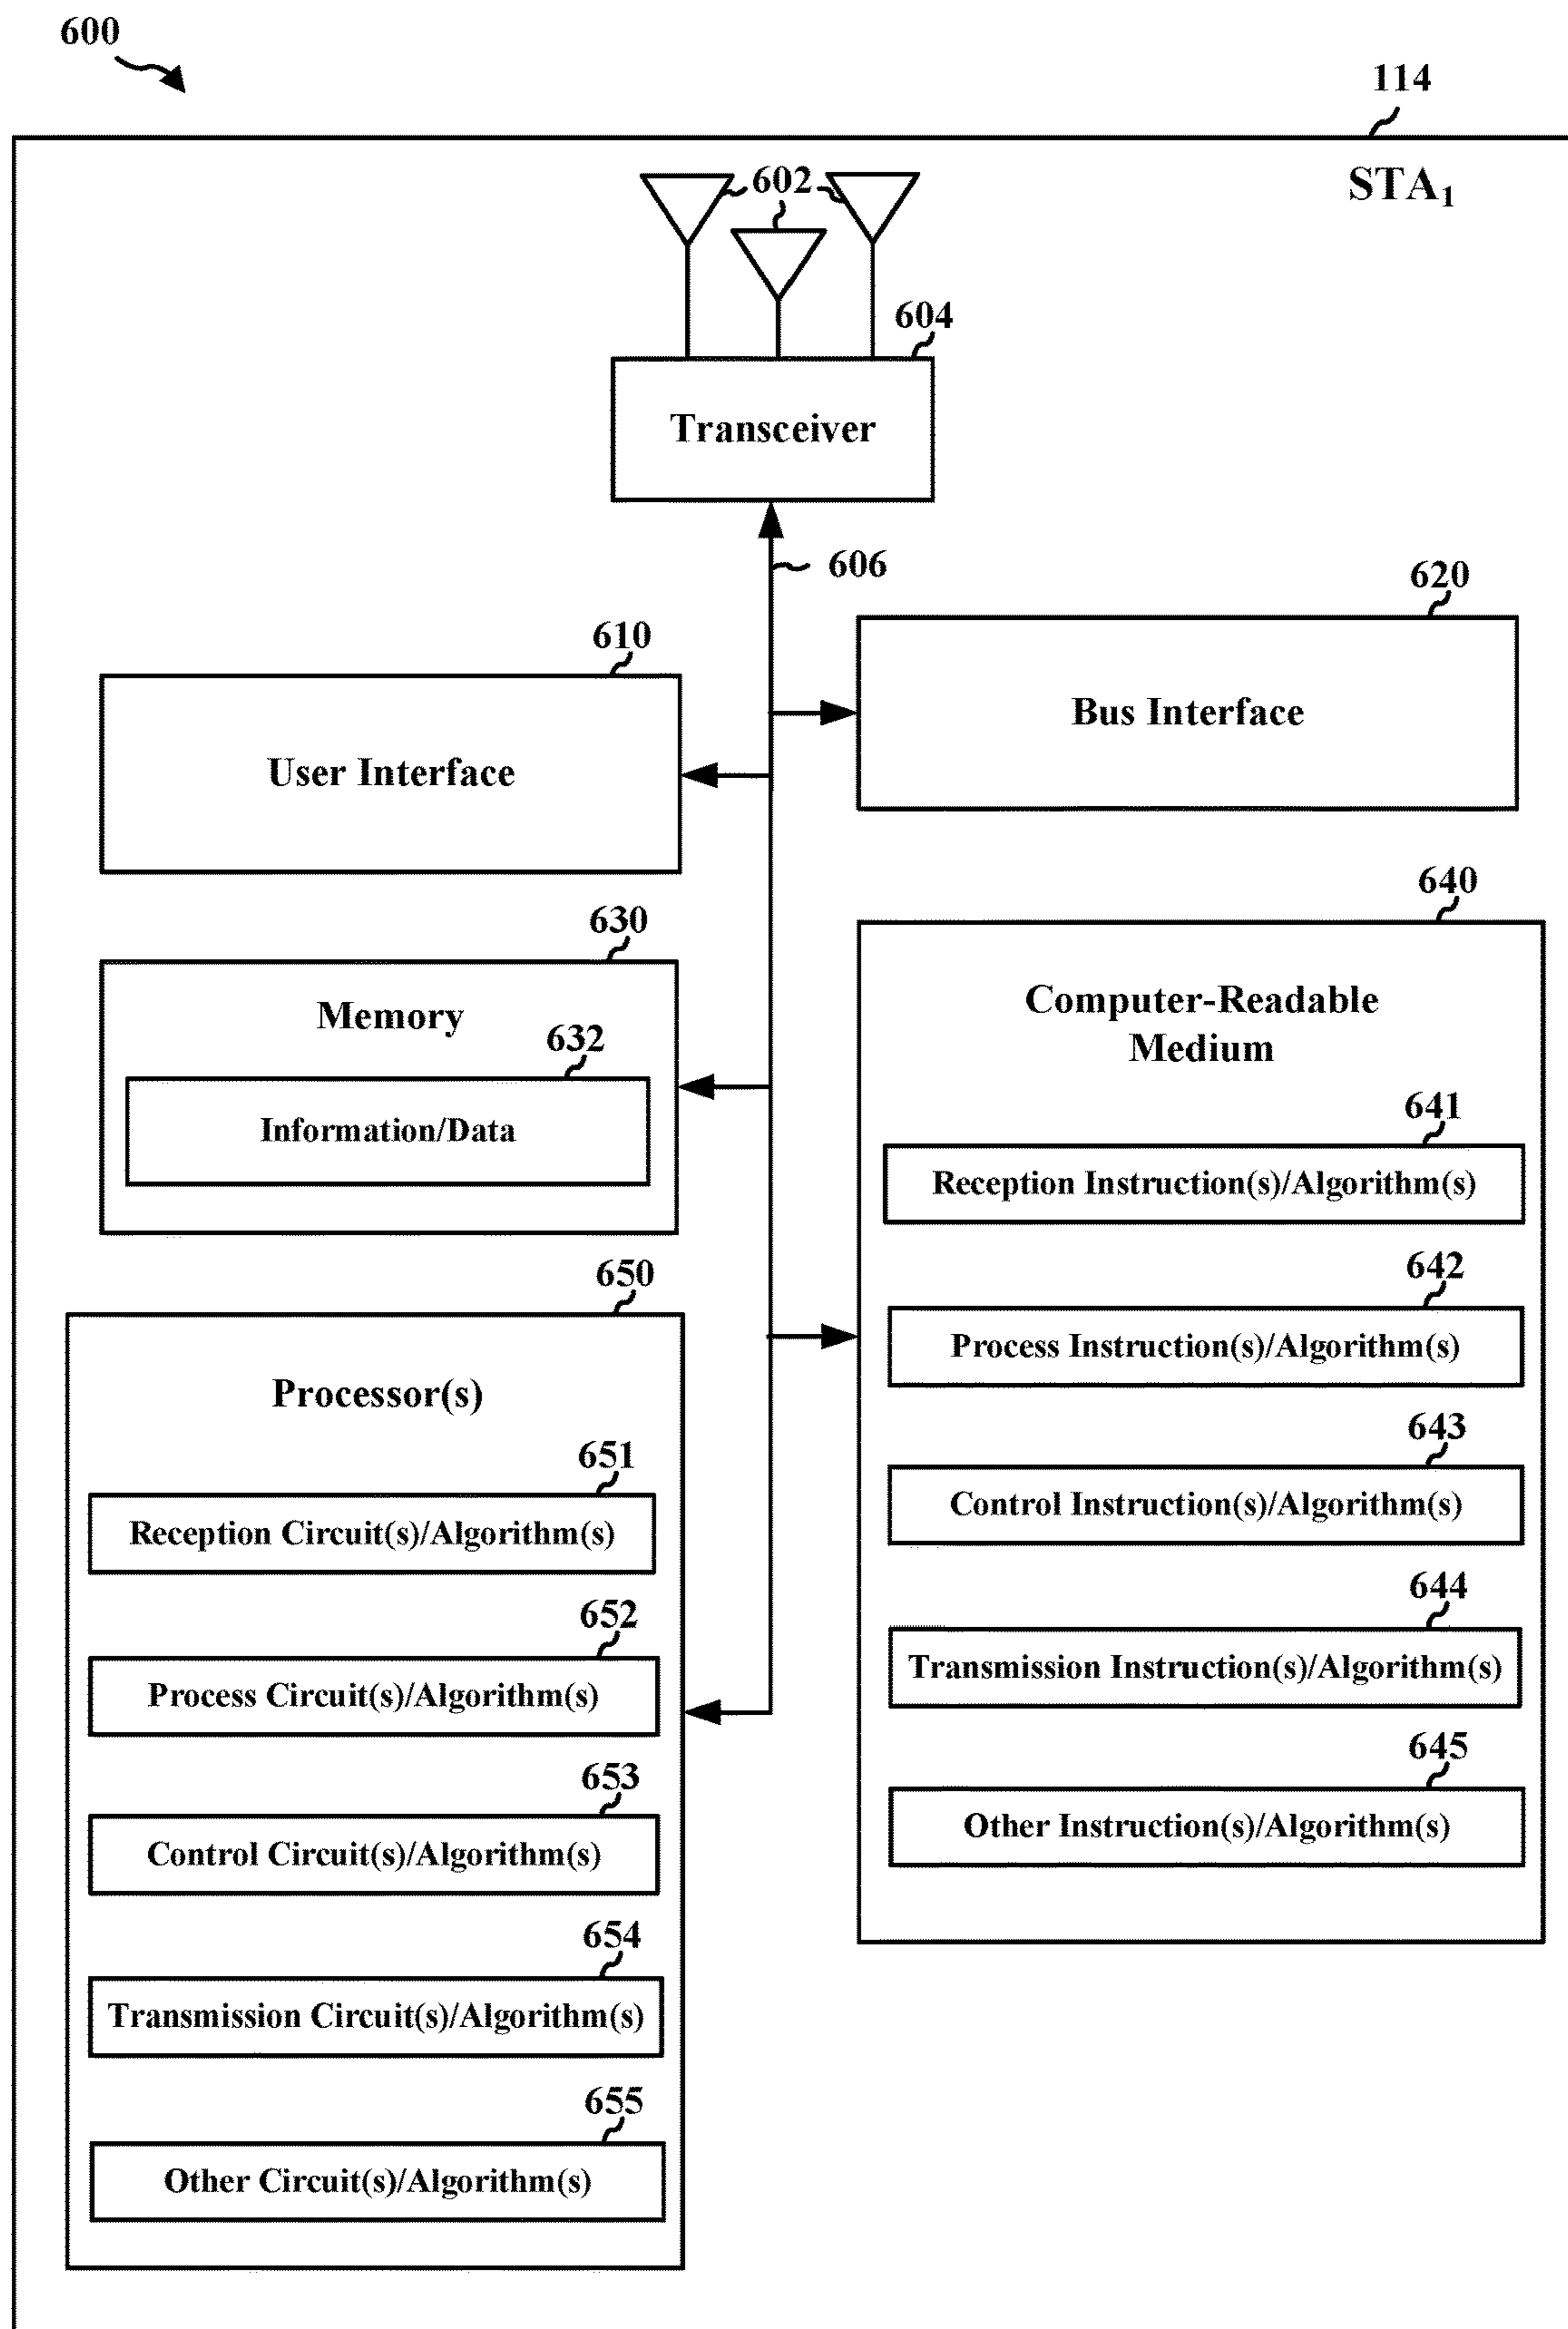 600
114
STA₁
602
604
Transceiver
606
620
Bus Interface
610
User Interface
630
Memory
632
Information/Data
640
Computer-Readable
Medium
641
Reception Instruction(s)/Algorithm(s)
642
Process Instruction(s)/Algorithm(s)
643
Control Instruction(s)/Algorithm(s)
644
Transmission Instruction(s)/Algorithm(s)
645
Other Instruction(s)/Algorithm(s)
650
Processor(s)
651
Reception Circuit(s)/Algorithm(s)
652
Process Circuit(s)/Algorithm(s)
653
Control Circuit(s)/Algorithm(s)
654
Transmission Circuit(s)/Algorithm(s)
655
Other Circuit(s)/Algorithm(s)